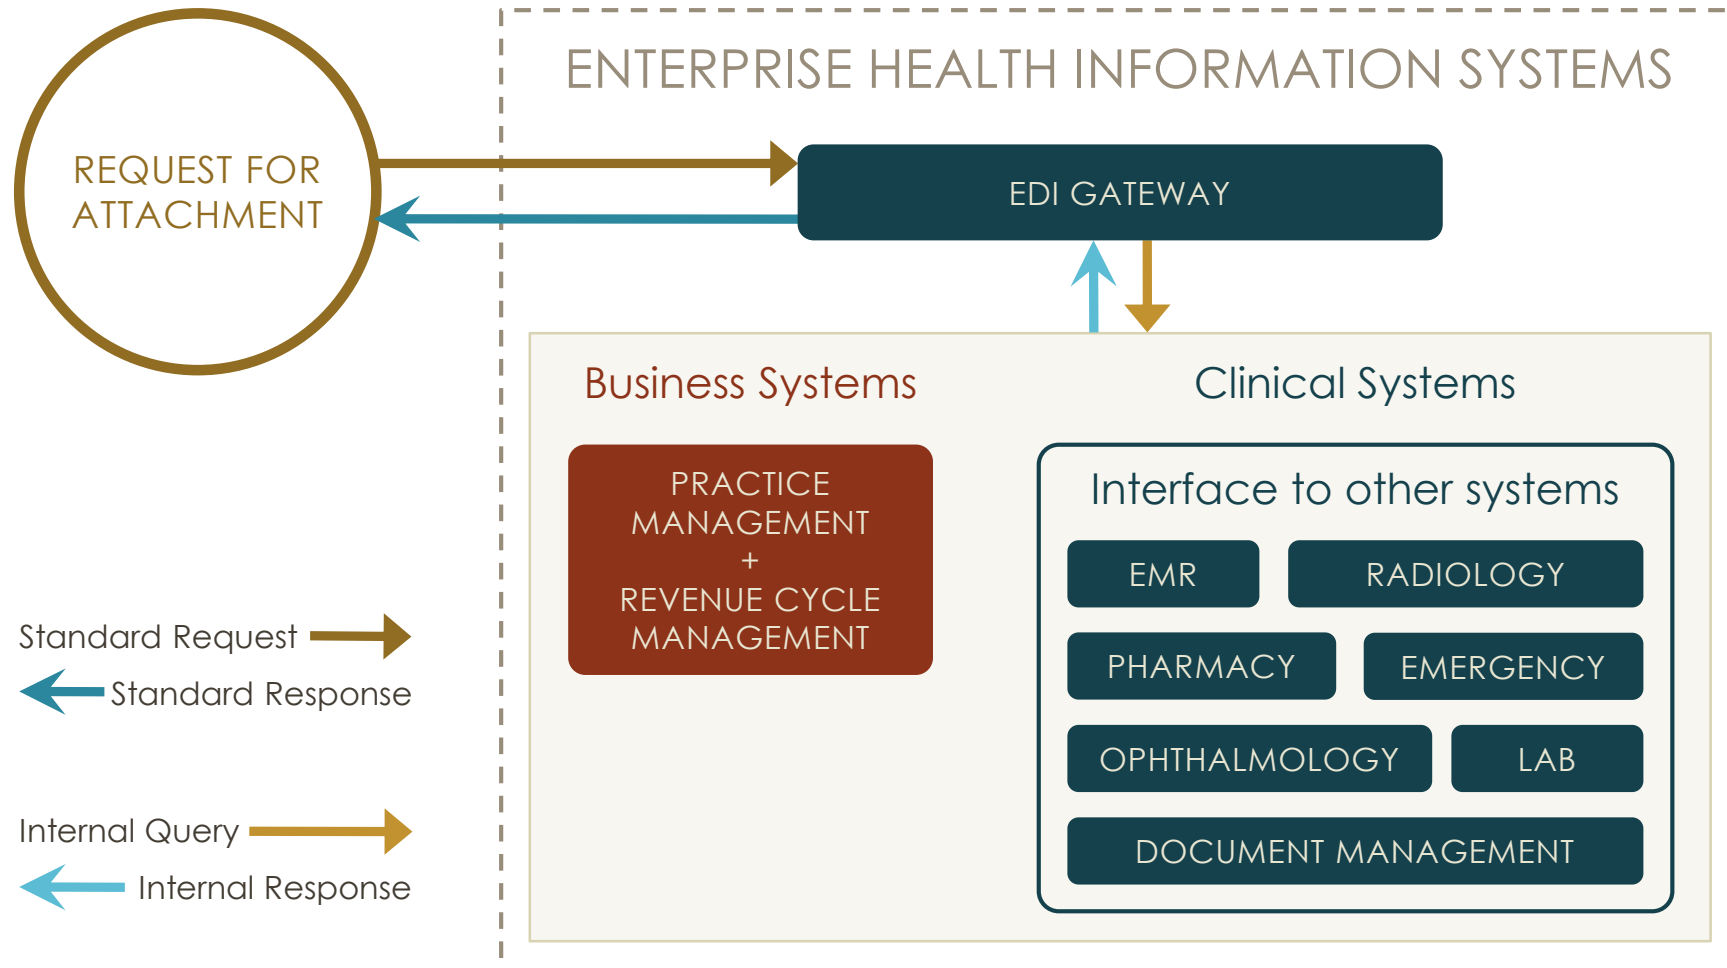 ENTERPRISE HEALTH INFORMATION SYSTEMS
REQUEST FOR
ATTACHMENT
EDI GATEWAY
Business Systems
Clinical Systems
PRACTICE
MANAGEMENT
+
REVENUE CYCLE
MANAGEMENT
Interface to other systems
EMR
RADIOLOGY
PHARMACY
EMERGENCY
OPHTHALMOLOGY
LAB
DOCUMENT MANAGEMENT
Standard Request
Standard Response
Internal Query
Internal Response